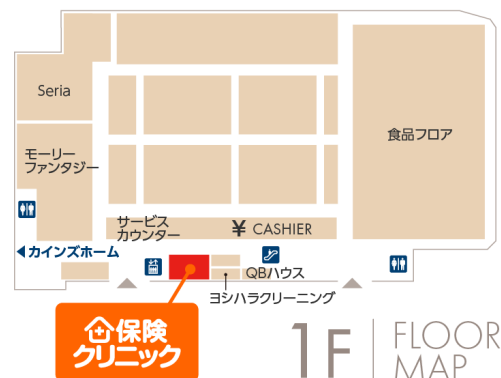 Seria
食品フロア
モーリー
ファンタジー
サービス
カウンター
¥ CASHIER
カインズホーム
QBハウス
ヨシハラクリーニング
保険
クリニック
1F
FLOOR
MAP